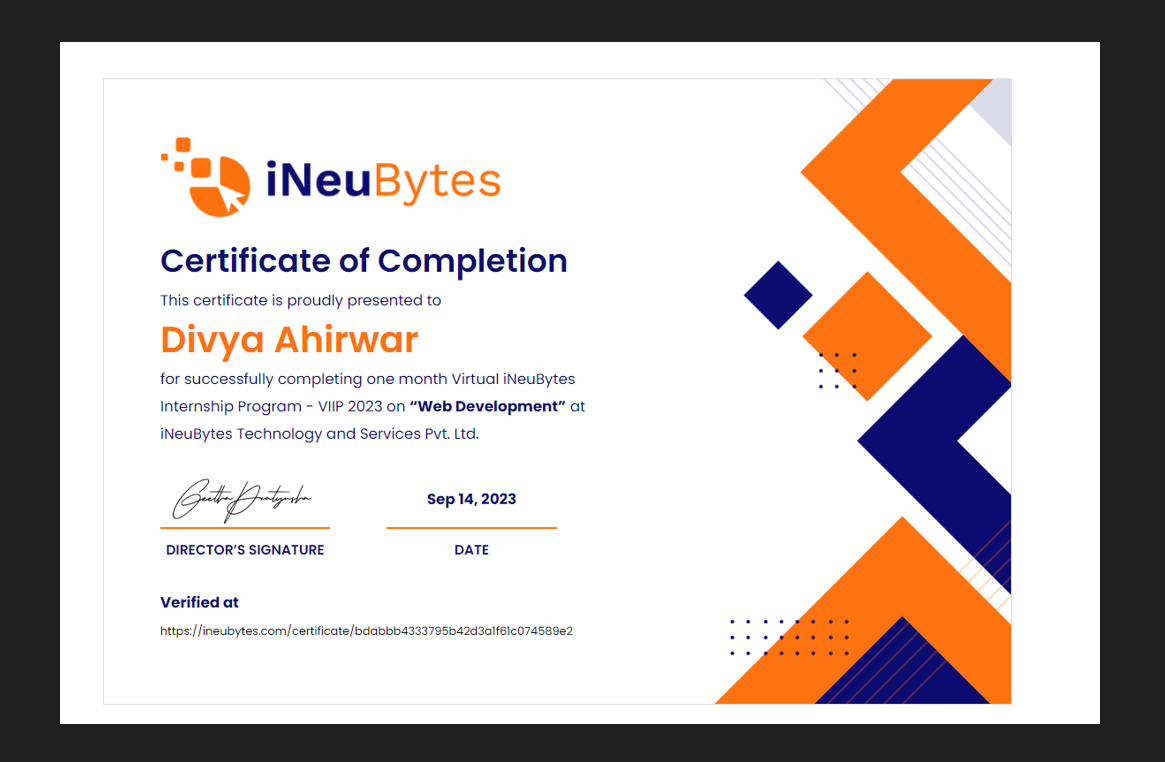 iNeuBytes
Certificate of Completion
This certificate is proudly presented to
Divya Ahirwar
for successfully completing one month Virtual iNeuBytes
Internship Program - VIIP 2023 on “Web Development” at
iNeuBytes Technology and Services Pvt. Ltd.
Geetha Pratyusha
Sep 14, 2023
DIRECTOR’S SIGNATURE
DATE
Verified at
https://ineubytes.com/certificate/bdabbb4333795b42d3a1f61c074589e2